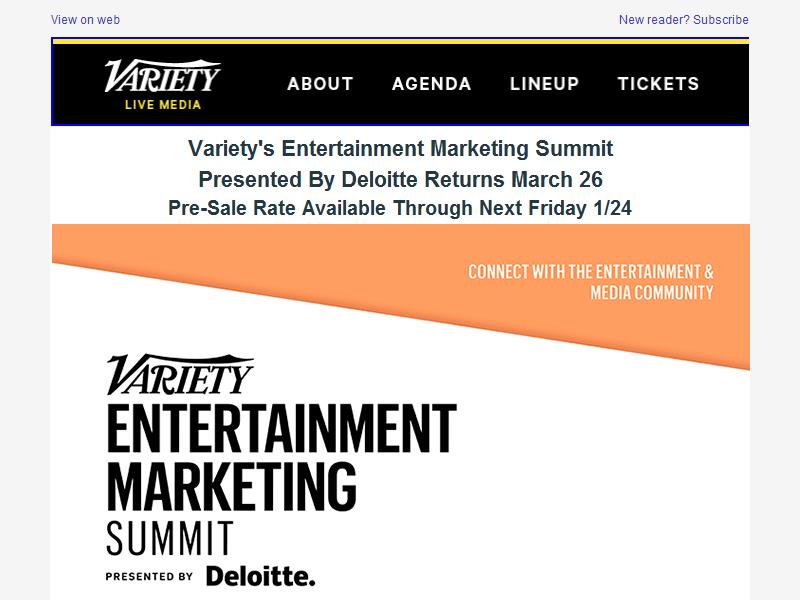 View on web
New reader? Subscribe
VARIETY
LIVE MEDIA
ABOUT AGENDA LINEUP TICKETS
Variety's Entertainment Marketing Summit
Presented By Deloitte Returns March 26
Pre-Sale Rate Available Through Next Friday 1/24
CONNECT WITH THE ENTERTAINMENT &
MEDIA COMMUNITY
VARIETY
ENTERTAINMENT
MARKETING
SUMMIT
PRESENTED BY Deloitte.